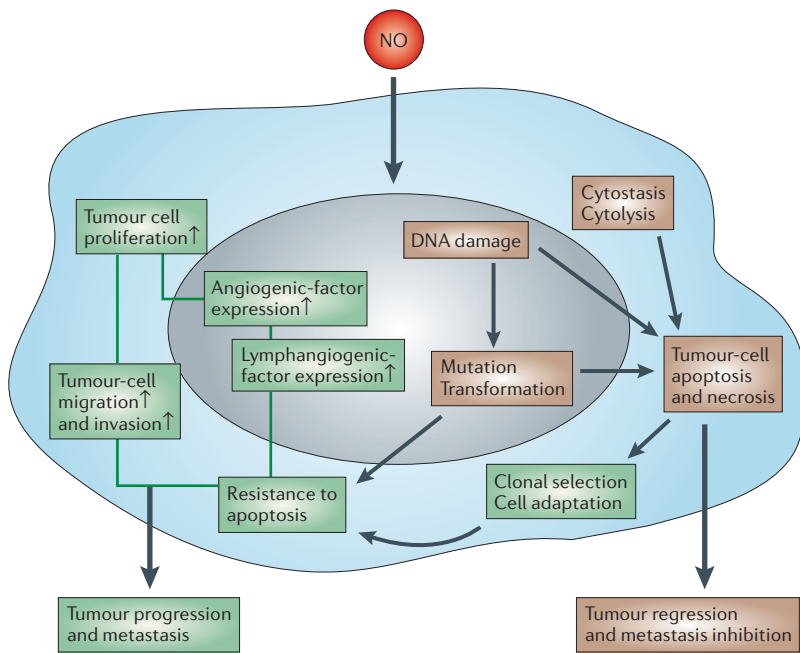 NO
Cytostasis
Cytolysis
Tumour cell
proliferation↑
DNA damage
Angiogenic-factor
expression↑
Lymphangiogenic-
factor expression↑
Mutation
Transformation
Tumour-cell
apoptosis
and necrosis
Tumour-cell
migration↑
and invasion↑
Clonal selection
Cell adaptation
Resistance to
apoptosis
Tumour progression
and metastasis
Tumour regression
and metastasis inhibition